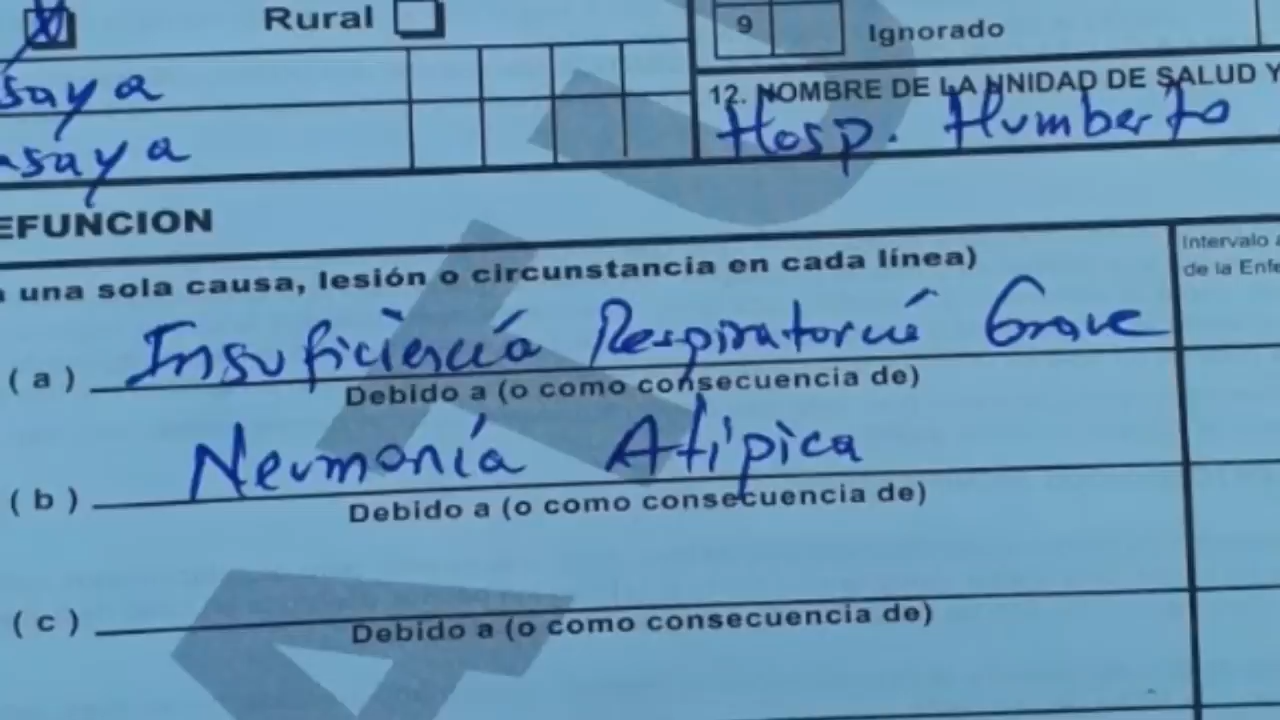 Rural
9
Ignorado
saya
12. NOMBRE DE LA NNIDAD DE SALUD Y
Hosp. Humberto
asaya
EFUNCION
una sola causa, lesión o circunstancia en cada línea)
Intervalo
de la Enfe
(a) Insuficiencia Respiratoria Grave
Debido a (o como consecuencia de)
(b) Neumonía Atípica
Debido a (o como consecuencia de)
(c)
Debido a (o como consecuencia de)